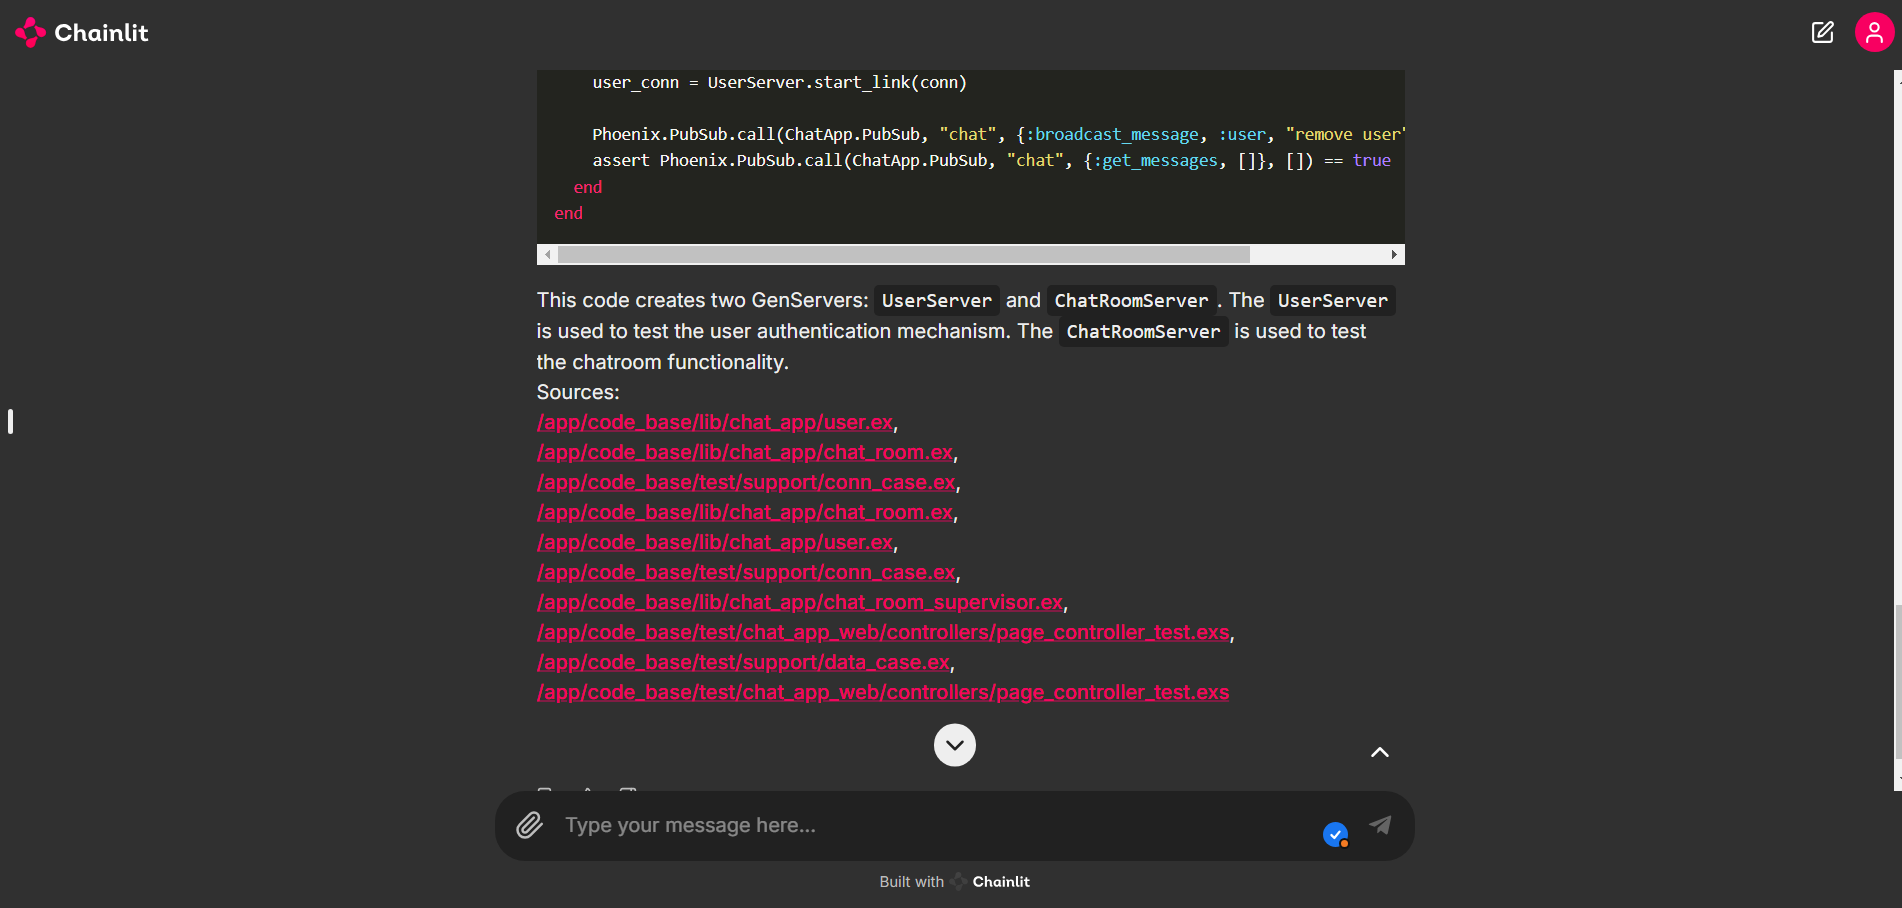 Chainlit
user_conn = UserServer.start_link(conn)
Phoenix.PubSub.call(ChatApp.PubSub, "chat", {:broadcast_message, :user, "remove user"
assert Phoenix.PubSub.call(ChatApp.PubSub, "chat", {:get_messages, []}, []) == true
end
end
This code creates two GenServers: UserServer and ChatRoomServer. The UserServer
is used to test the user authentication mechanism. The ChatRoomServer is used to test
the chatroom functionality.
Sources:
/app/code_base/lib/chat_app/user.ex,
/app/code_base/lib/chat_app/chat_room.ex,
/app/code_base/test/support/conn_case.ex,
/app/code_base/lib/chat_app/chat_room.ex,
/app/code_base/lib/chat_app/user.ex,
/app/code_base/test/support/conn_case.ex,
/app/code_base/lib/chat_app/chat_room_supervisor.ex,
/app/code_base/test/chat_app_web/controllers/page_controller_test.exs,
/app/code_base/test/support/data_case.ex,
/app/code_base/test/chat_app_web/controllers/page_controller_test.exs
Type your message here...
Built with Chainlit